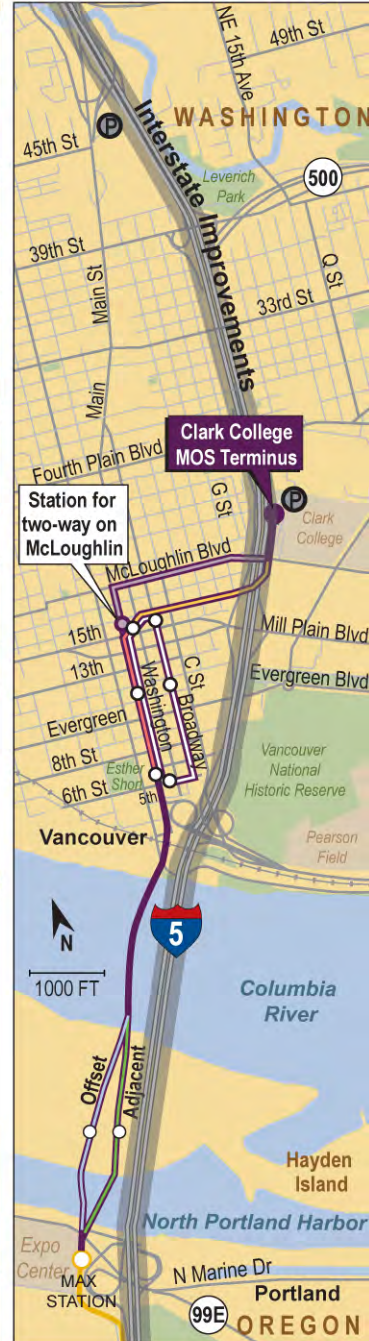 49th St
NE 15th Ave
WASHINGTON
P
45th St
Interstate Improvements
Leverich
Park
500
39th St
Main St
Q St
33rd St
Main
Clark College
MOS Terminus
Fourth Plain Blvd
P
Station for
two-way on
McLoughlin
G St
Clark
College
McLoughlin Blvd
15th
Mill Plain Blvd
13th
Washington
C St
Broadway
Evergreen Blvd
Evergreen
8th St
Esther
Short
6th St
5th
Vancouver
National
Historic Reserve
Vancouver
Pearson
Field
N
5
1000 FT
Columbia
River
Offset
Adjacent
Hayden
Island
North Portland Harbor
Expo
Center
MAX
STATION
N Marine Dr
Portland
99E
OREGON